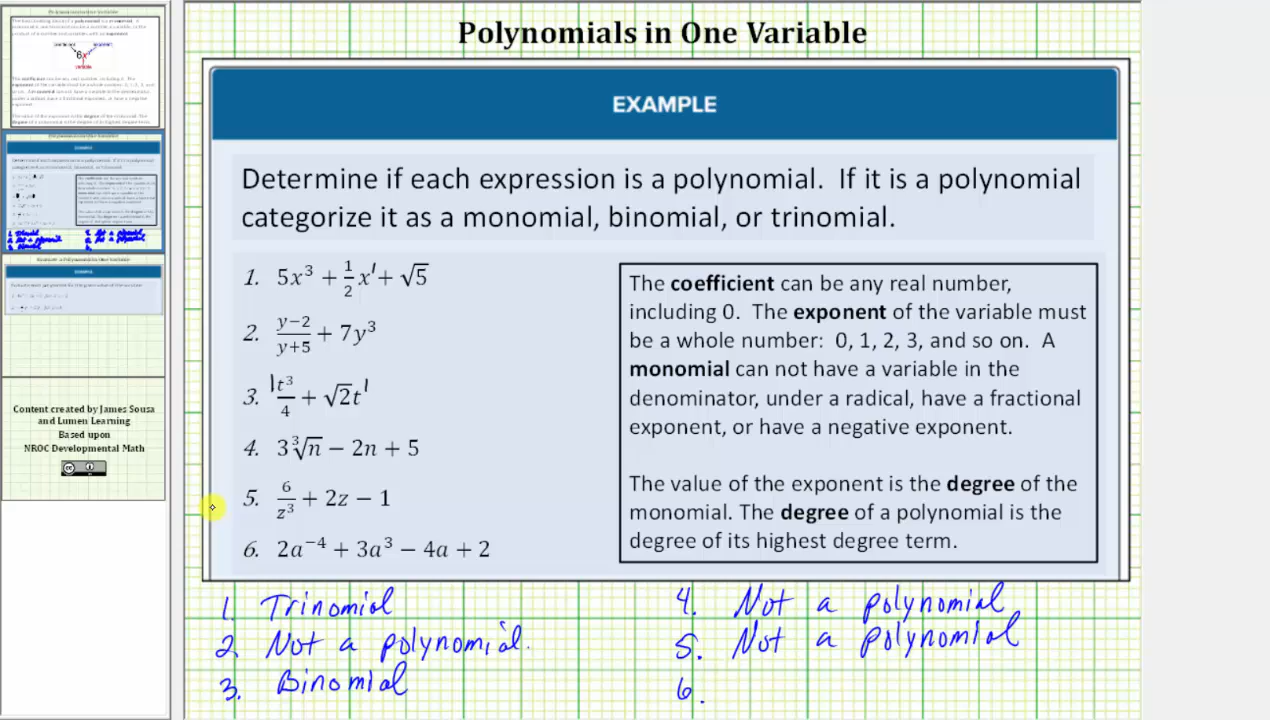 Polynomials in One Variable
EXAMPLE
Determine if each expression is a polynomial. If it is a polynomial
categorize it as a monomial, binomial, or trinomial.
1. 5x³ + 1/2 x¹ + √5
2. (y−2)/(y+5) + 7y³
3. 1t³/4 + √2t¹
4. 3∛n − 2n + 5
5. 6/z³ + 2z − 1
6. 2a⁻⁴ + 3a³ − 4a + 2
The coefficient can be any real number,
including 0. The exponent of the variable must
be a whole number: 0, 1, 2, 3, and so on. A
monomial can not have a variable in the
denominator, under a radical, have a fractional
exponent, or have a negative exponent.
The value of the exponent is the degree of the
monomial. The degree of a polynomial is the
degree of its highest degree term.
1. Trinomial
2. Not a polynomial.
3. Binomial
4. Not a polynomial
5. Not a polynomial
6.
Content created by James Sousa
and Lumen Learning
Based upon
NROC Developmental Math